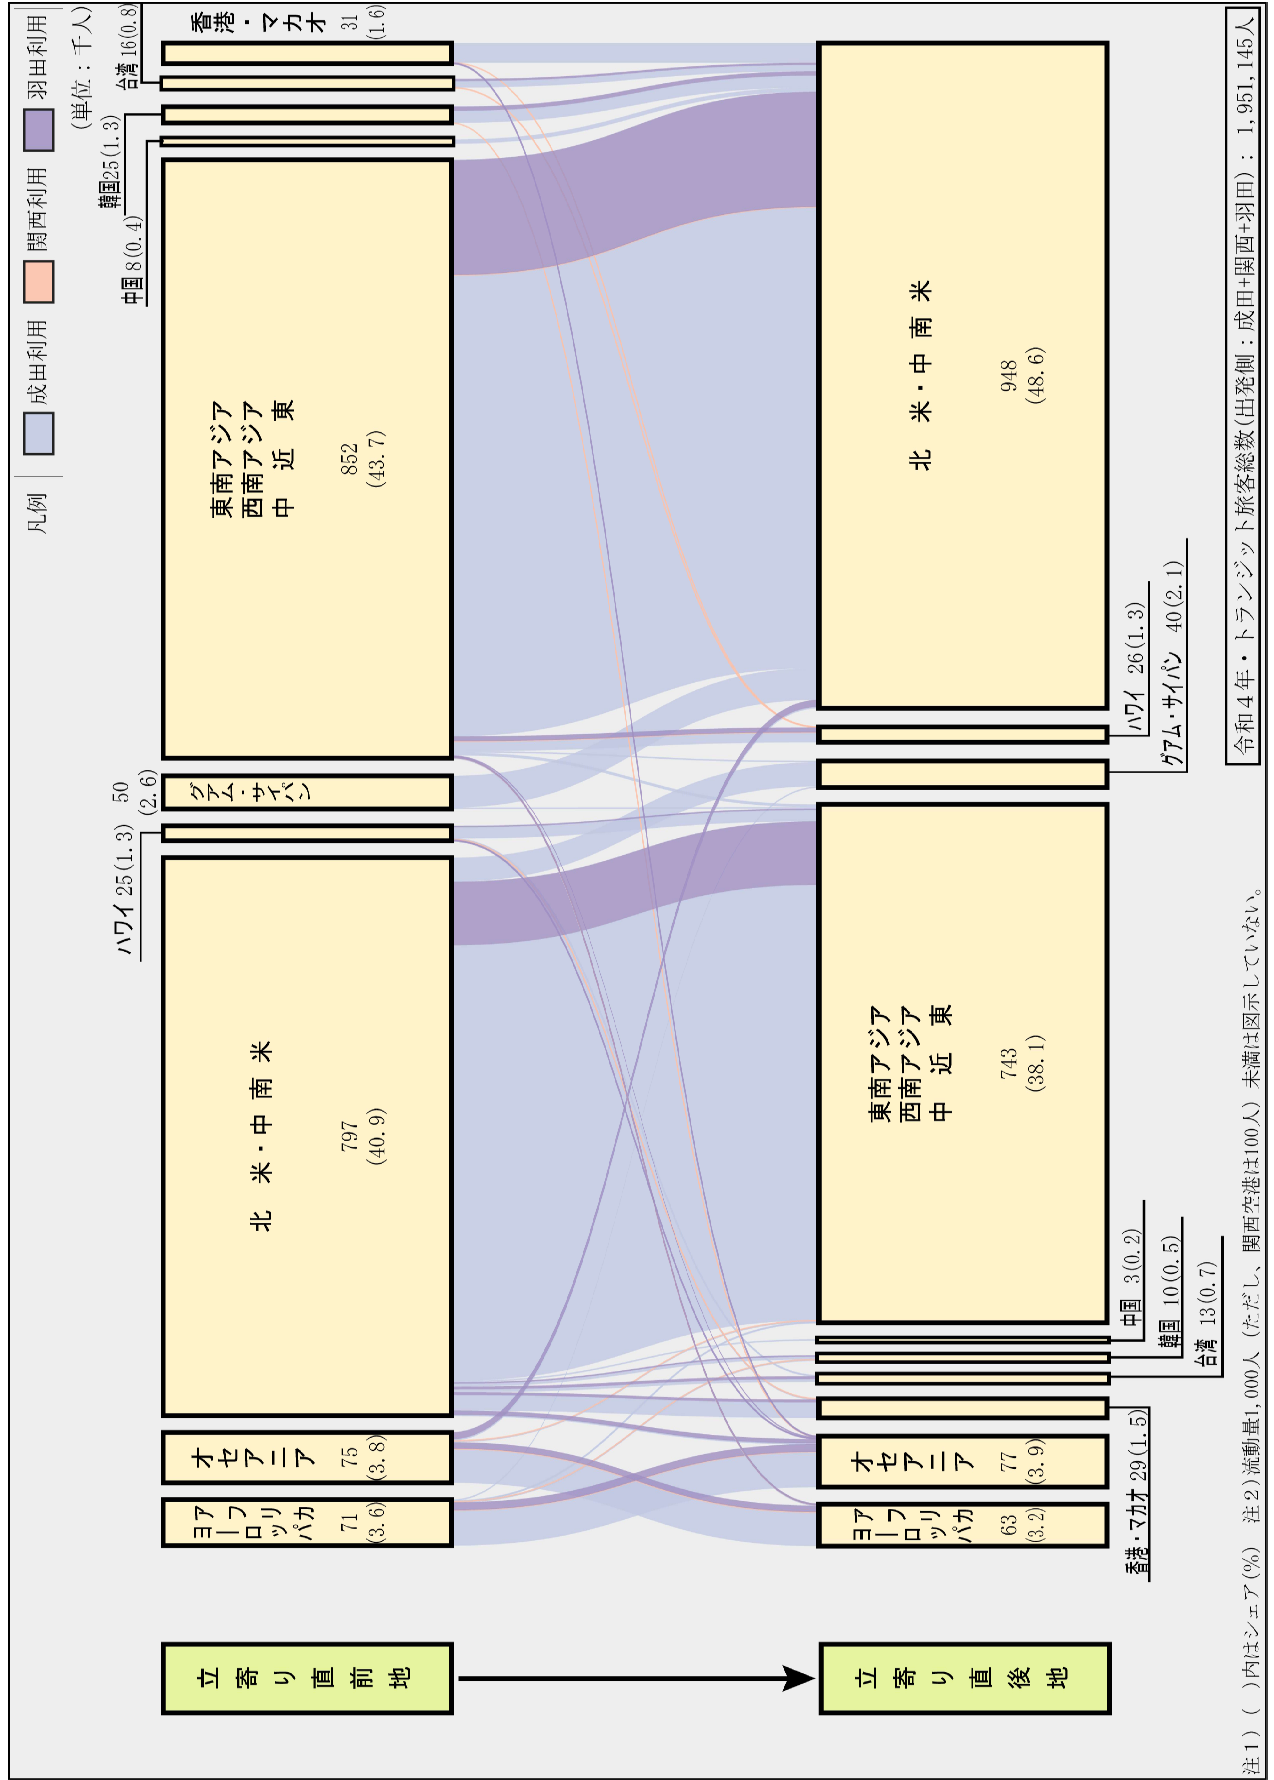 凡例
成田利用
関西利用
羽田利用
(単位：千人)
立寄り直前地
ヨーロッパ
アフリカ
71
(3.6)
オセアニア
75
(3.8)
北米・中南米
797
(40.9)
ハワイ 25(1.3)
グアム・サイパン
50
(2.6)
東南アジア
西南アジア
中近東
852
(43.7)
中国 8(0.4)
韓国25(1.3)
台湾 16(0.8)
香港・マカオ
31
(1.6)
立寄り直後地
ヨーロッパ
アフリカ
63
(3.2)
オセアニア
77
(3.9)
香港・マカオ 29(1.5)
台湾 13(0.7)
韓国 10(0.5)
中国 3(0.2)
東南アジア
西南アジア
中近東
743
(38.1)
グアム・サイパン 40(2.1)
ハワイ 26(1.3)
北米・中南米
948
(48.6)
令和４年・トランジット旅客総数(出発側：成田+関西+羽田)：1,951,145人
注１)（ ）内はシェア(%) 注２)流動量1,000人（ただし、関西空港は100人）未満は図示していない。